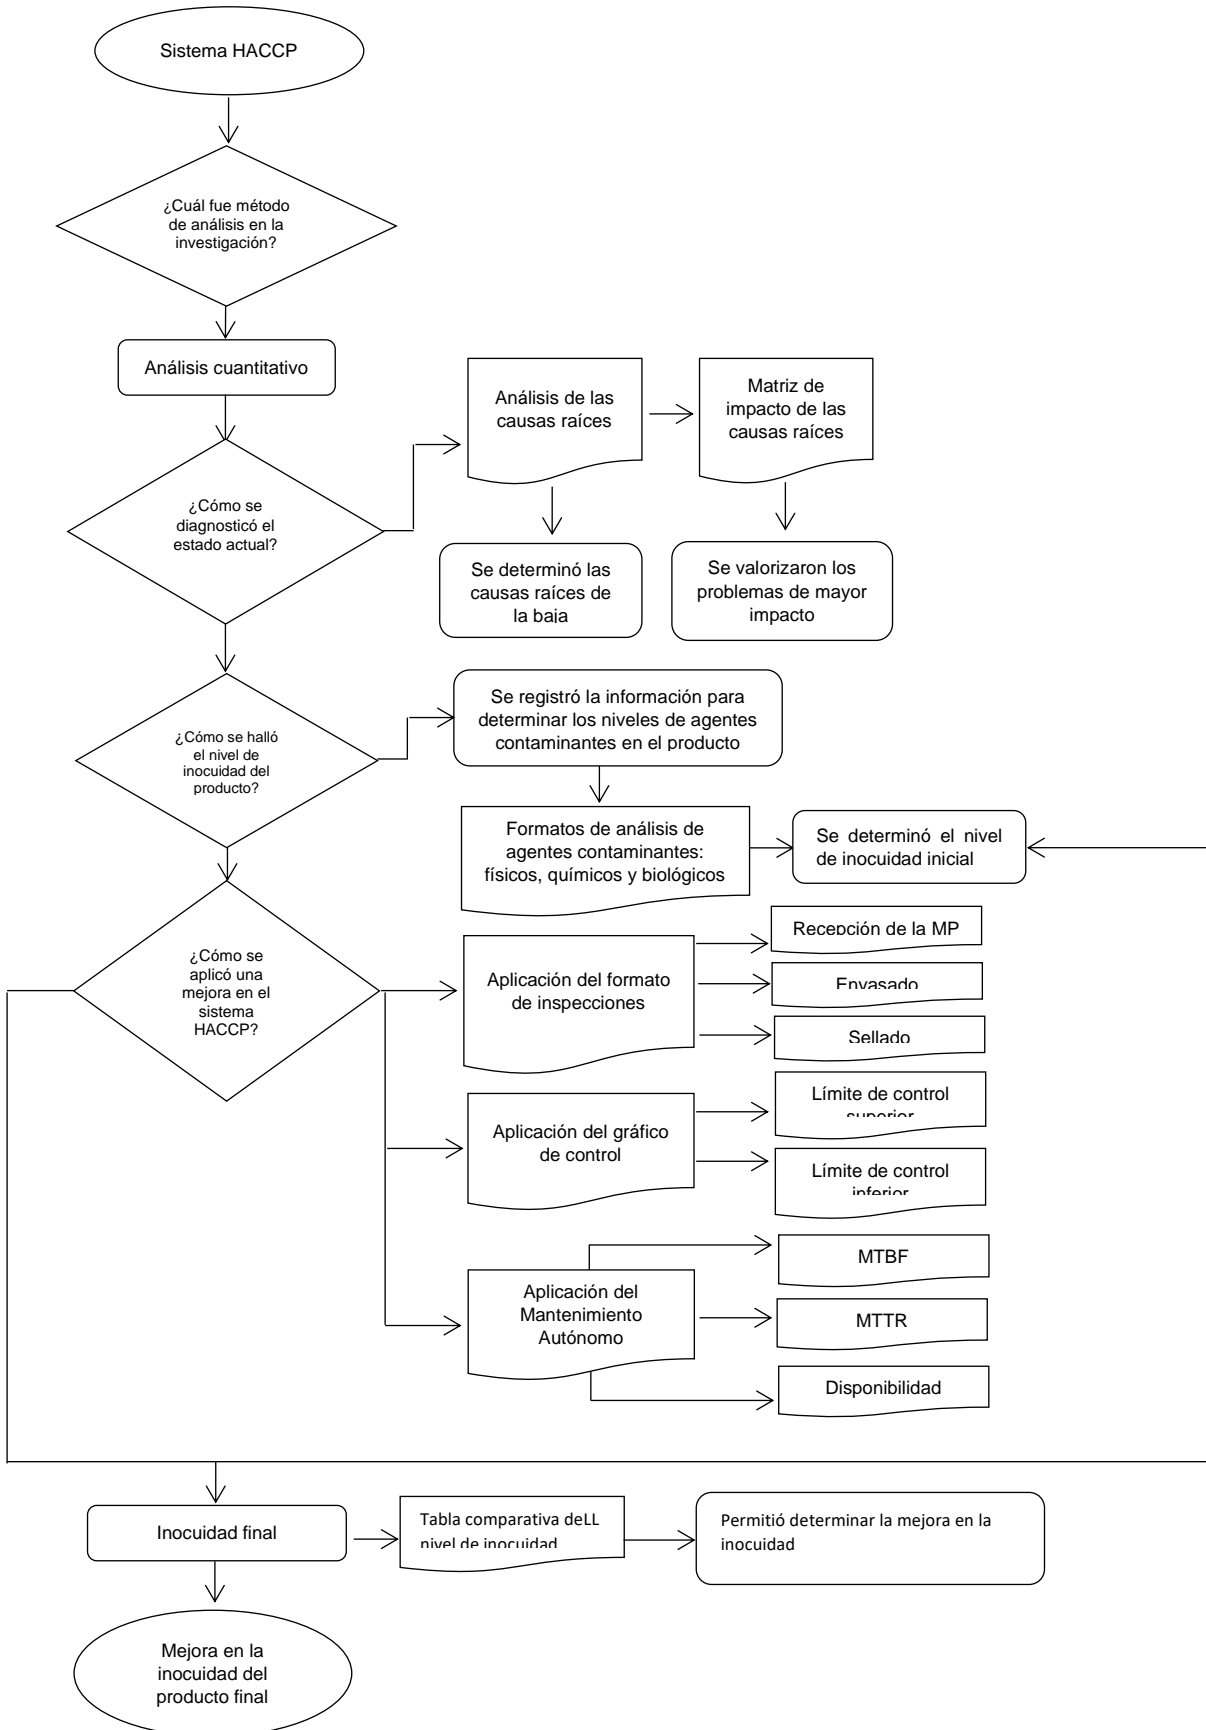 Sistema HACCP
¿Cuál fue método
de análisis en la
investigación?
Análisis cuantitativo
¿Cómo se
diagnosticó el
estado actual?
Análisis de las
causas raíces
Matriz de
impacto de las
causas raíces
Se determinó las
causas raíces de
la baja
Se valorizaron los
problemas de mayor
impacto
¿Cómo se halló
el nivel de
inocuidad del
producto?
Se registró la información para
determinar los niveles de agentes
contaminantes en el producto
Formatos de análisis de
agentes contaminantes:
físicos, químicos y biológicos
Se determinó el nivel
de inocuidad inicial
¿Cómo se
aplicó una
mejora en el
sistema
HACCP?
Aplicación del formato
de inspecciones
Recepción de la MP
Envasado
Sellado
Aplicación del gráfico
de control
Límite de control
superior
Límite de control
inferior
Aplicación del
Mantenimiento
Autónomo
MTBF
MTTR
Disponibilidad
Inocuidad final
Tabla comparativa deLL
nivel de inocuidad
Permitió determinar la mejora en la
inocuidad
Mejora en la
inocuidad del
producto final